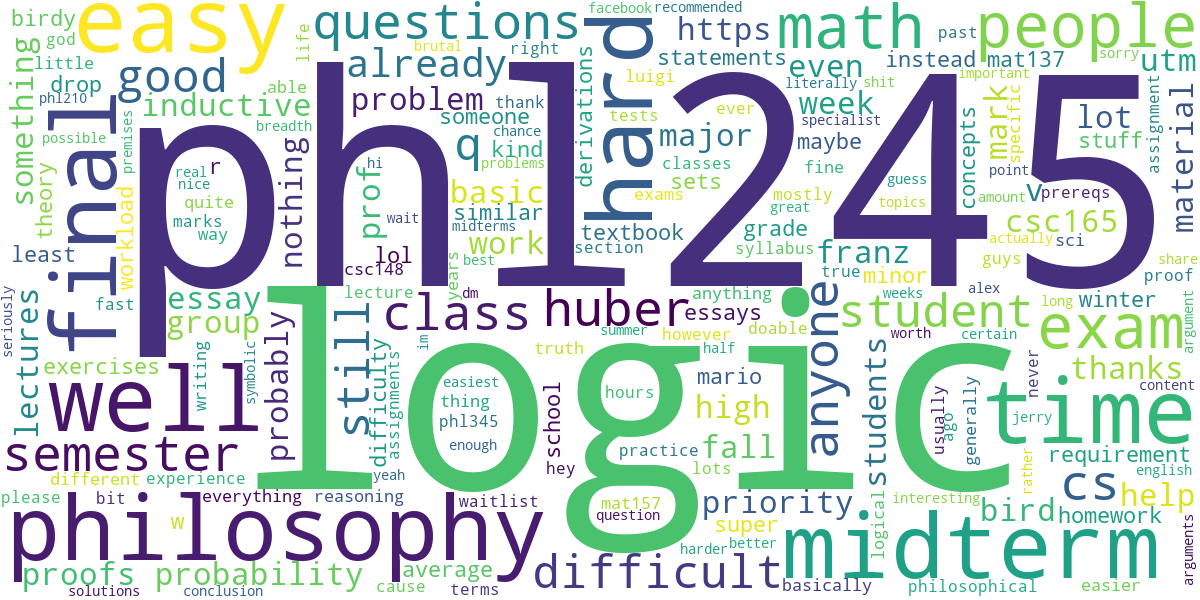 birdy
god
little
something
drop
phl210
possible
theory
premises
workload
least
final
easy
life
good
able
inductive
breadth
phl245
real
nice
r
quite
marks
way
nothing
hi
prof
wait
lol
csc148
questions
already
brutal
right
problem
thank
someone
chance
q
kind
problems
basic
similar
midterms
work
best
facebook
recommended
hard
derivations
https
statements
luigi
tests
ever
major
classes
exams
sets
textbook
section
math
even
literally
shit
week
specialist
maybe
fine
mostly
great
guess
topics
grade
syllabus
franz
true
minor
people
past
instead
mat137
sorry
utm
important
mark
specific
lot
stuff
assignment
material
concepts
point
v
prereqs
amount
csc165
actually
sci
guys
proof
share
seriously
fast
lectures
essay
group
exercises
probably
lecture
years
dm
class
still
im
huber
essays
anything
summer
however
doable
half
weeks
alex
worth
certain
student
long
winter
exam
argument
thanks
well
writing
symbolic
semester
logic
difficulty
assignments
easiest
thing
phl345
enough
truth
school
hey
hours
mario
high
fall
practice
lots
anyone
students
usually
ago
generally
never
time
jerry
content
requirement
english
rather
different
experience
yeah
please
bit
everything
reasoning
waitlist
w
mat157
question
priority
super
better
harder
logical
interesting
cs
help
bird
homework
philosophy
midterm
proofs
probability
average
cause
terms
solutions
conclusion
difficult
basically
philosophical
easier
arguments